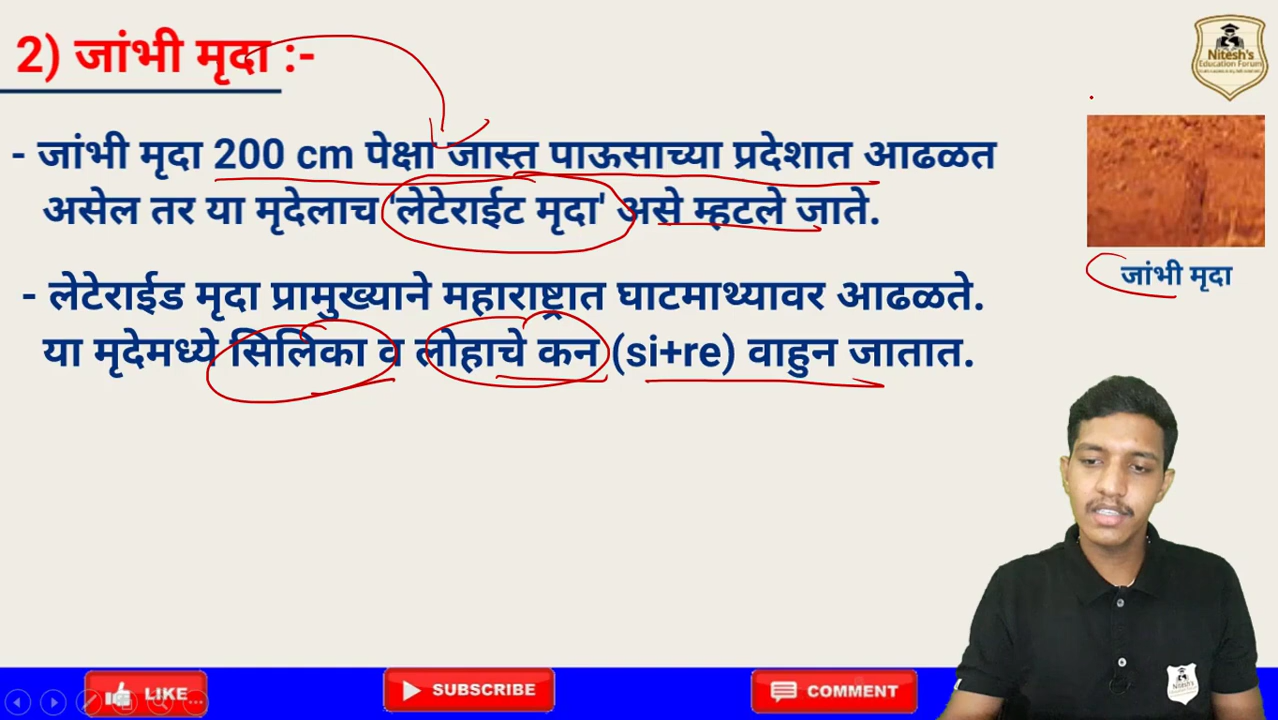 2) जांभी मृदा :-
Nitesh's
Education Forum
- जांभी मृदा 200 cm पेक्षा जास्त पाऊसाच्या प्रदेशात आढळत
असेल तर या मृदेलाच 'लेटेराईट मृदा' असे म्हटले जाते.
जांभी मृदा
- लेटेराईड मृदा प्रामुख्याने महाराष्ट्रात घाटमाथ्यावर आढळते.
या मृदेमध्ये सिलिका व लोहाचे कन (si+re) वाहुन जातात.
Nitesh's
LIKE
SUBSCRIBE
COMMENT